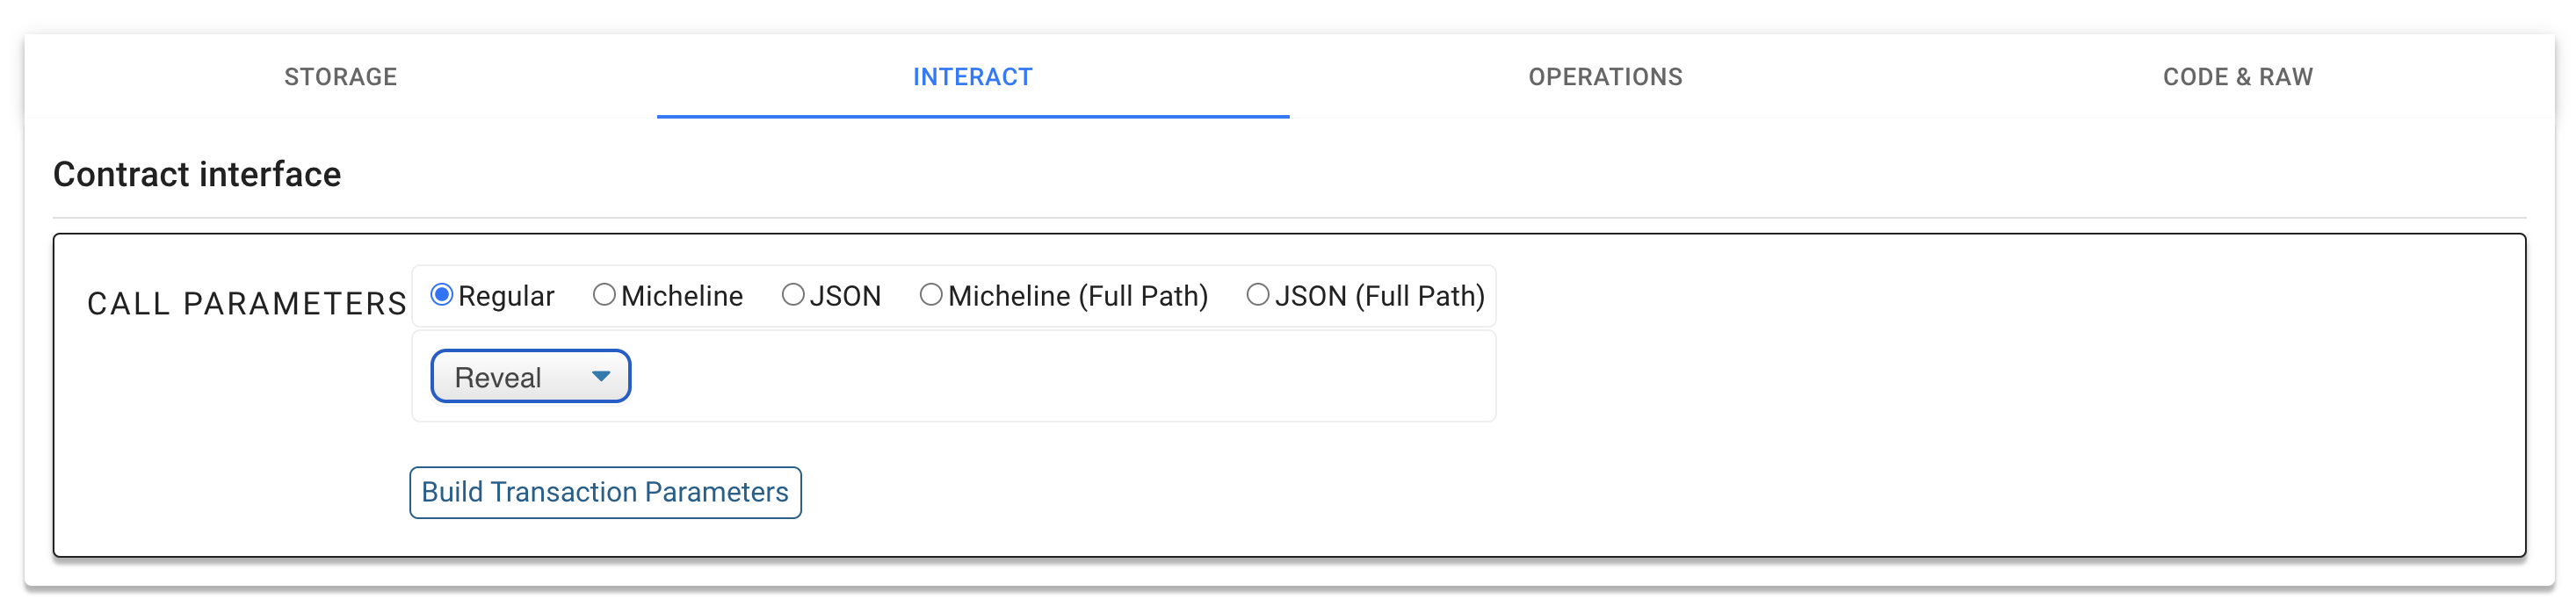 STORAGE INTERACT OPERATIONS CODE & RAW
Contract interface
CALL PARAMETERS Regular Micheline JSON Micheline (Full Path) JSON (Full Path)
Reveal
Build Transaction Parameters